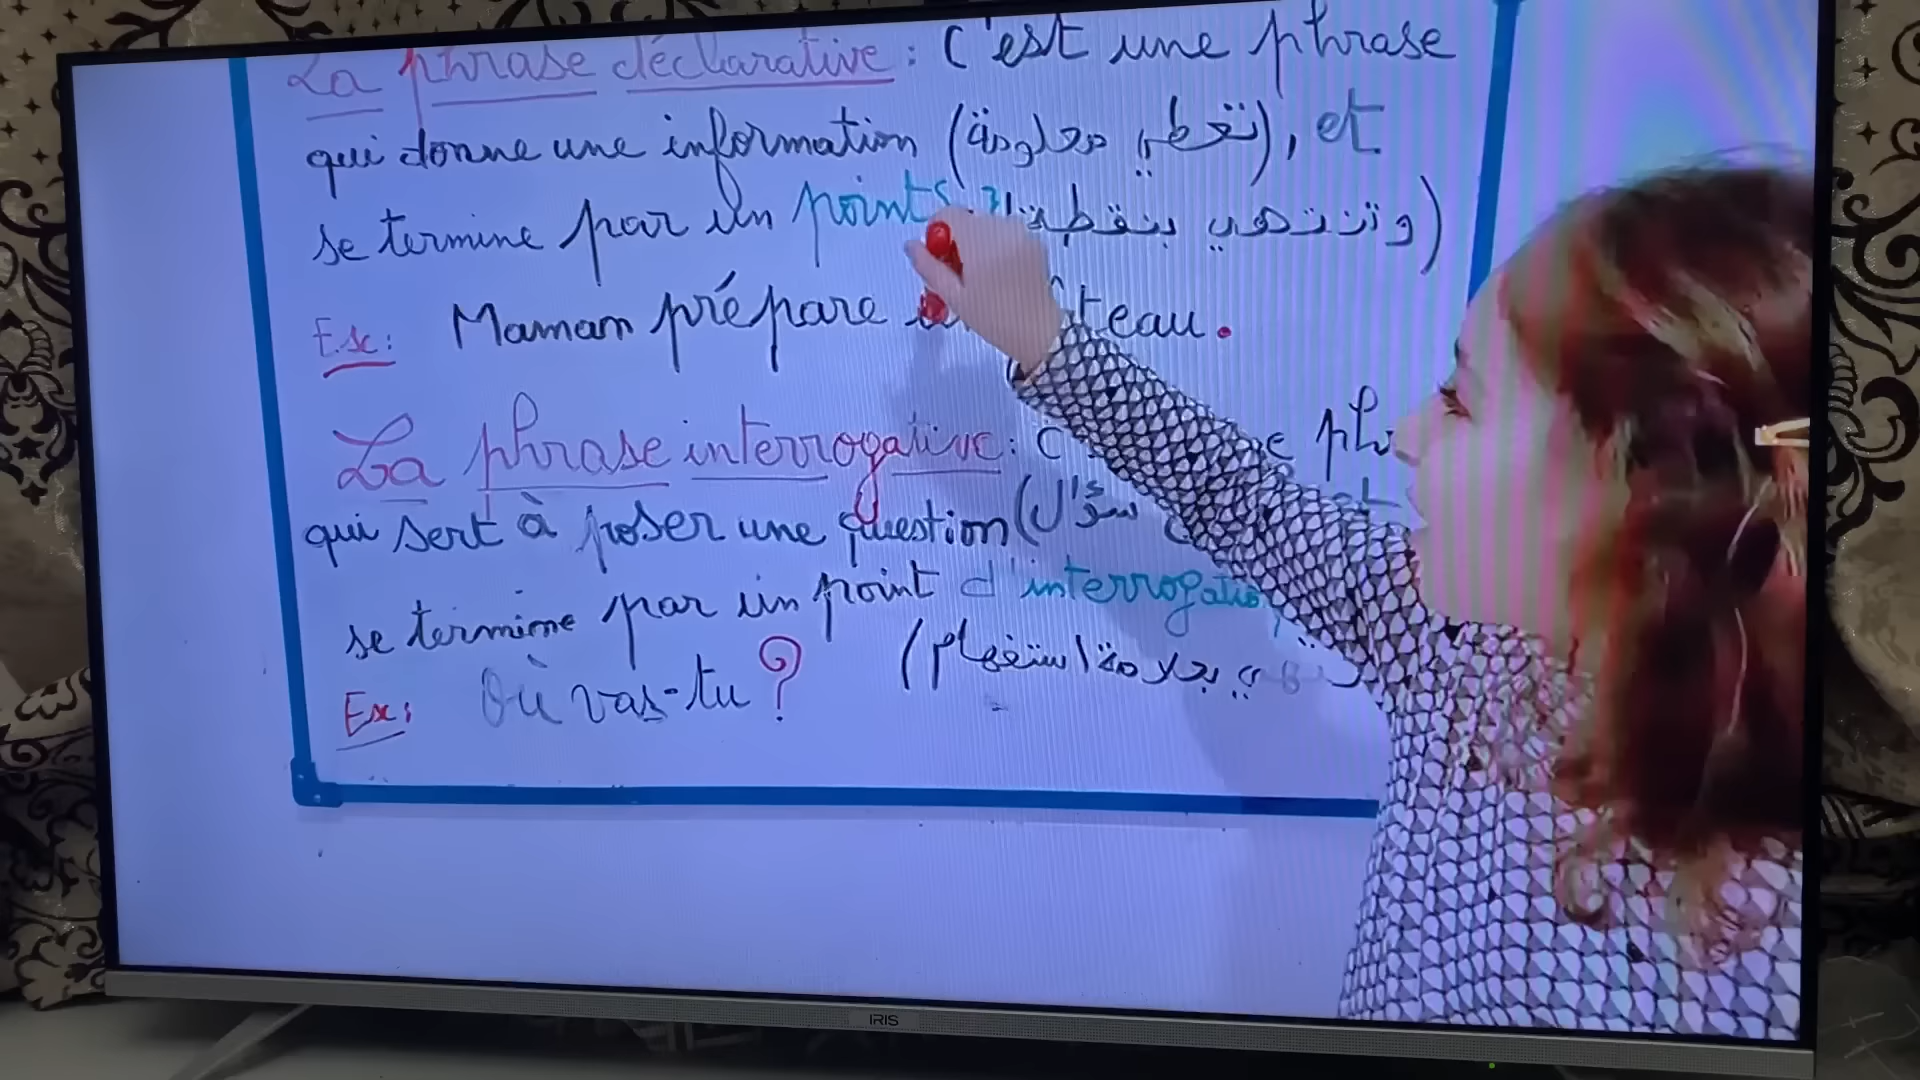 La phrase déclarative : C'est une phrase
qui donne une information (تعطي معلومة), et
se termine par un point (وتنتهي بنقطة)
Ex: Maman prépare teau.
La phrase interrogative :
qui sert à poser une question (سؤال
se termine par un point d'interrogation
بعلامة استفهام)
Ex: Où vas-tu ?
IRIS